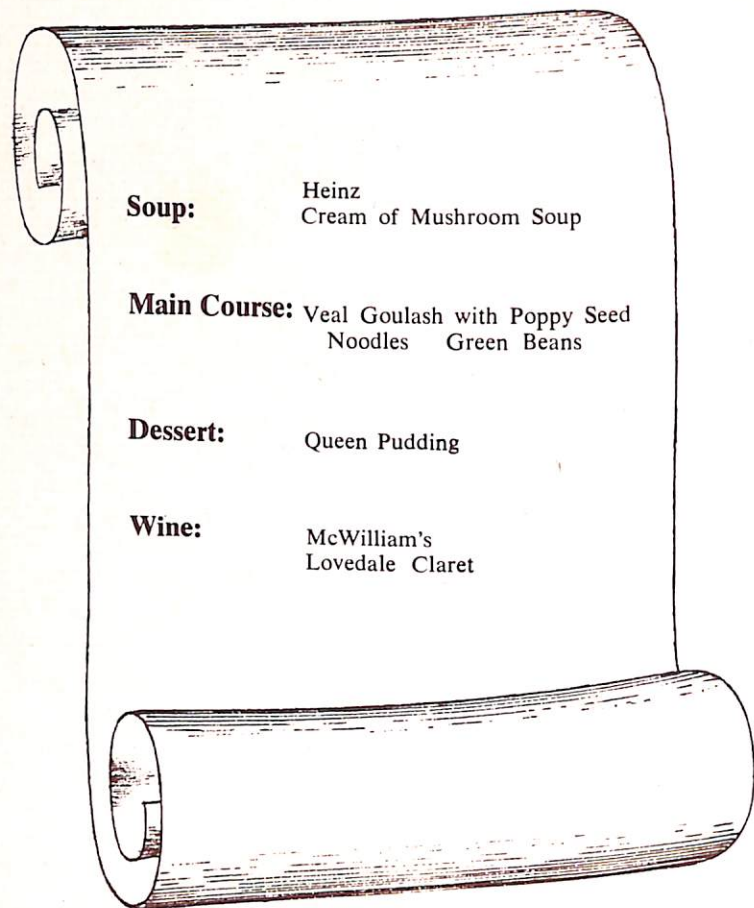 Soup: Heinz
Cream of Mushroom Soup
Main Course: Veal Goulash with Poppy Seed
Noodles Green Beans
Dessert: Queen Pudding
Wine: McWilliam's
Lovedale Claret